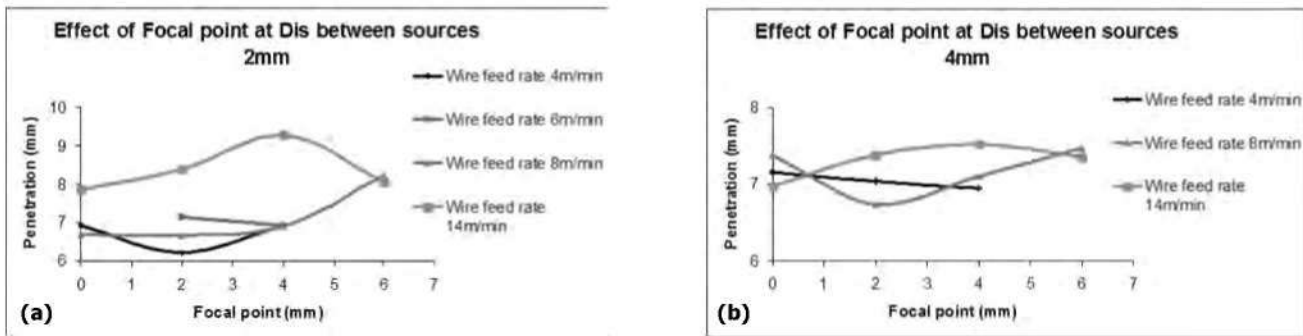 Effect of Focal point at Dis between sources
2mm
Penetration (mm)
10
9
8
7
6
0 1 2 3 4 5 6 7
Focal point (mm)
Wire feed rate 4m/min
Wire feed rate 6m/min
Wire feed rate 8m/min
Wire feed rate
14m/min
(a)
Effect of Focal point at Dis between sources
4mm
Penetration (mm)
8
7
6
0 1 2 3 4 5 6 7
Focal point (mm)
Wire feed rate 4m/min
Wire feed rate 8m/min
Wire feed rate
14m/min
(b)